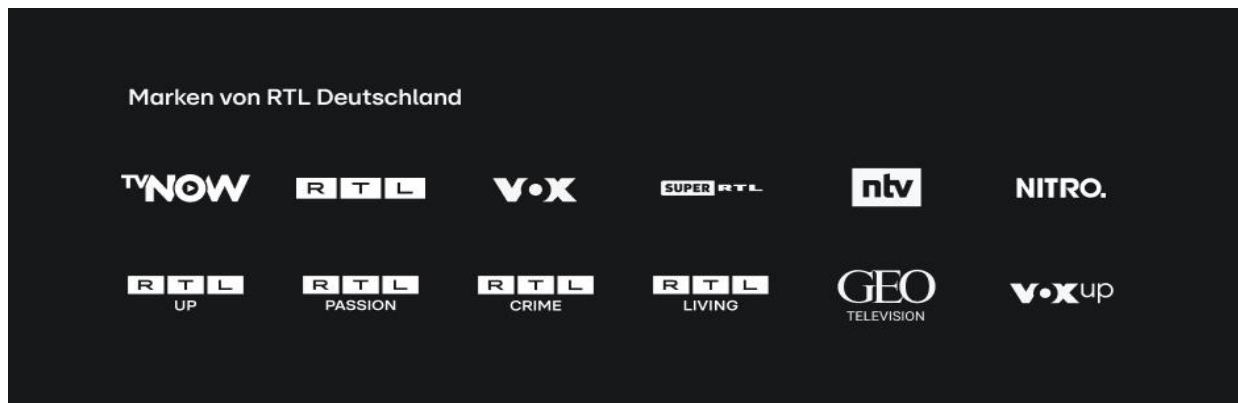 Marken von RTL Deutschland
TVNOW RTL VOX SUPER RTL ntv NITRO.
RTL RTL RTL RTL GEO VOXup
UP PASSION CRIME LIVING TELEVISION